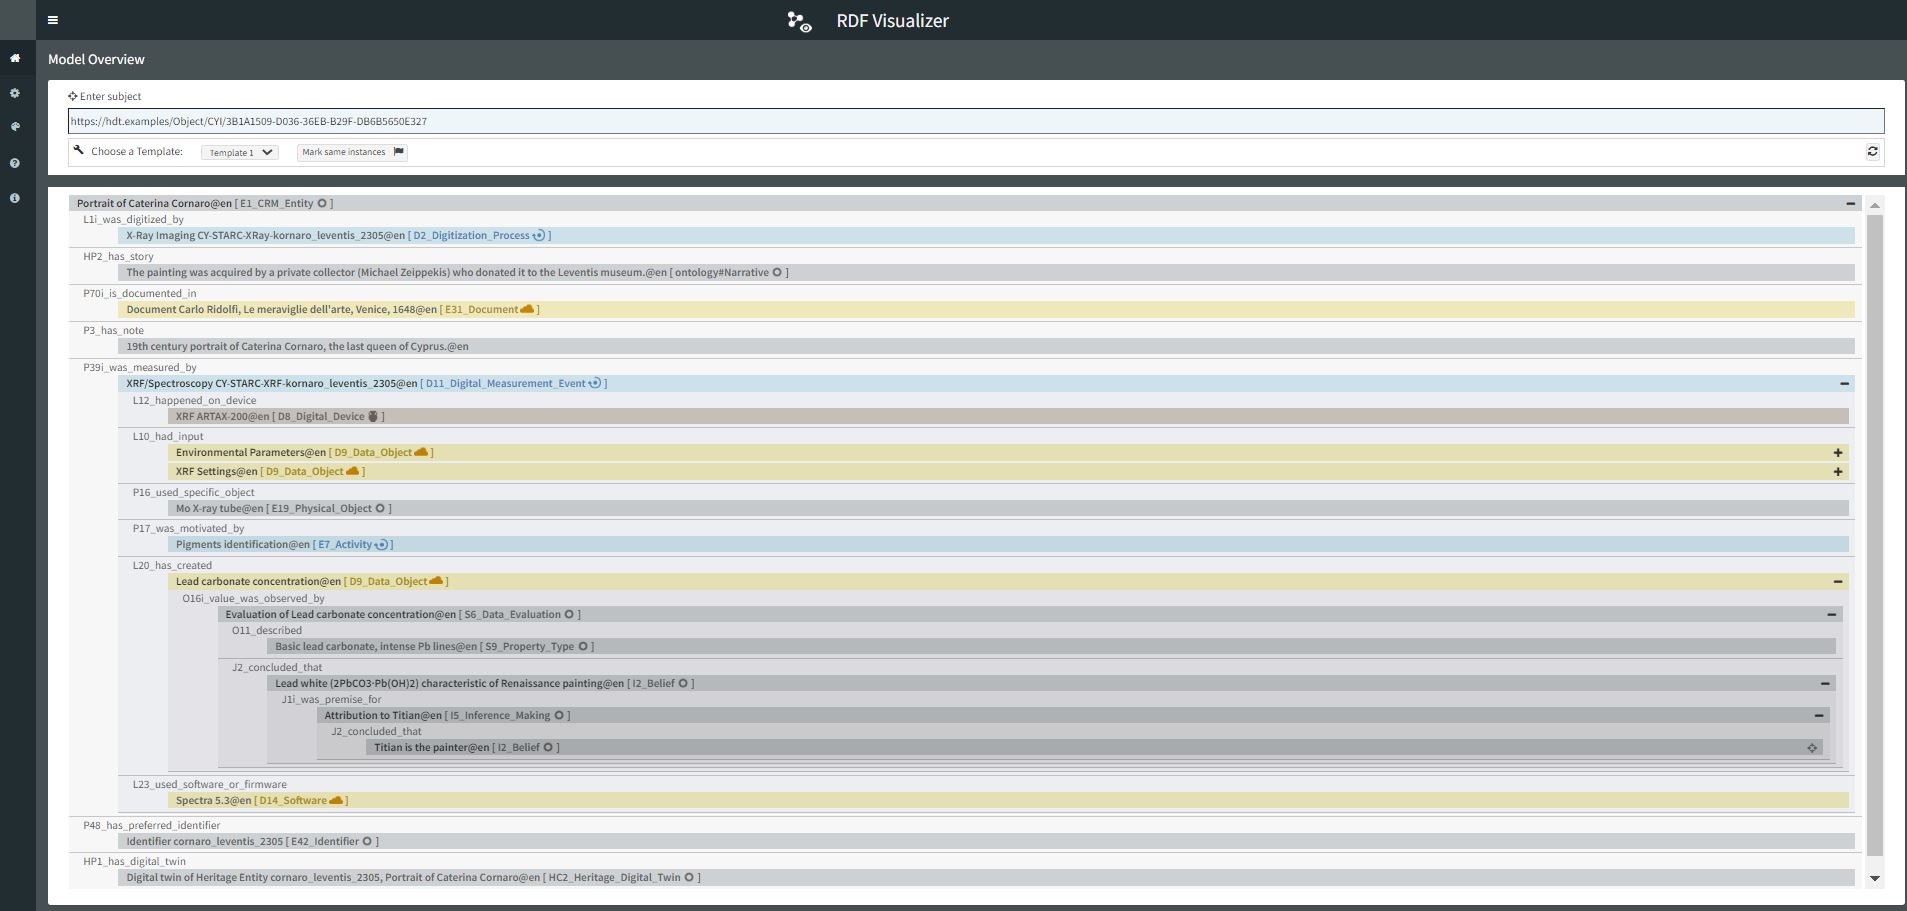 RDF Visualizer
Model Overview
Enter subject
https://hdt.examples/Object/CYI/3B1A1509-D036-36EB-B29F-DB6B5650E327
Choose a Template: Template 1 Mark same instances
Portrait of Caterina Cornaro@en [ E1_CRM_Entity ]
L1i_was_digitized_by
X-Ray Imaging CY-STARC-XRay-kornaro_leventis_2305@en [ D2_Digitization_Process ]
HP2_has_story
The painting was acquired by a private collector (Michael Zeippekis) who donated it to the Leventis museum.@en [ ontology#Narrative ]
P70i_is_documented_in
Document Carlo Ridolfi, Le meraviglie dell'arte, Venice, 1648@en [ E31_Document ]
P3_has_note
19th century portrait of Caterina Cornaro, the last queen of Cyprus.@en
P39i_was_measured_by
XRF/Spectroscopy CY-STARC-XRF-kornaro_leventis_2305@en [ D11_Digital_Measurement_Event ]
L12_happened_on_device
XRF ARTAX-200@en [ D8_Digital_Device ]
L10_had_input
Environmental Parameters@en [ D9_Data_Object ]
XRF Settings@en [ D9_Data_Object ]
P16_used_specific_object
Mo X-ray tube@en [ E19_Physical_Object ]
P17_was_motivated_by
Pigments identification@en [ E7_Activity ]
L20_has_created
Lead carbonate concentration@en [ D9_Data_Object ]
O16i_value_was_observed_by
Evaluation of Lead carbonate concentration@en [ S6_Data_Evaluation ]
O11_described
Basic lead carbonate, intense Pb lines@en [ S9_Property_Type ]
J2_concluded_that
Lead white (2PbCO3·Pb(OH)2) characteristic of Renaissance painting@en [ I2_Belief ]
J1i_was_premise_for
Attribution to Titian@en [ I5_Inference_Making ]
J2_concluded_that
Titian is the painter@en [ I2_Belief ]
L23_used_software_or_firmware
Spectra 5.3@en [ D14_Software ]
P48_has_preferred_identifier
Identifier cornaro_leventis_2305 [ E42_Identifier ]
HP1_has_digital_twin
Digital twin of Heritage Entity cornaro_leventis_2305, Portrait of Caterina Cornaro@en [ HC2_Heritage_Digital_Twin ]